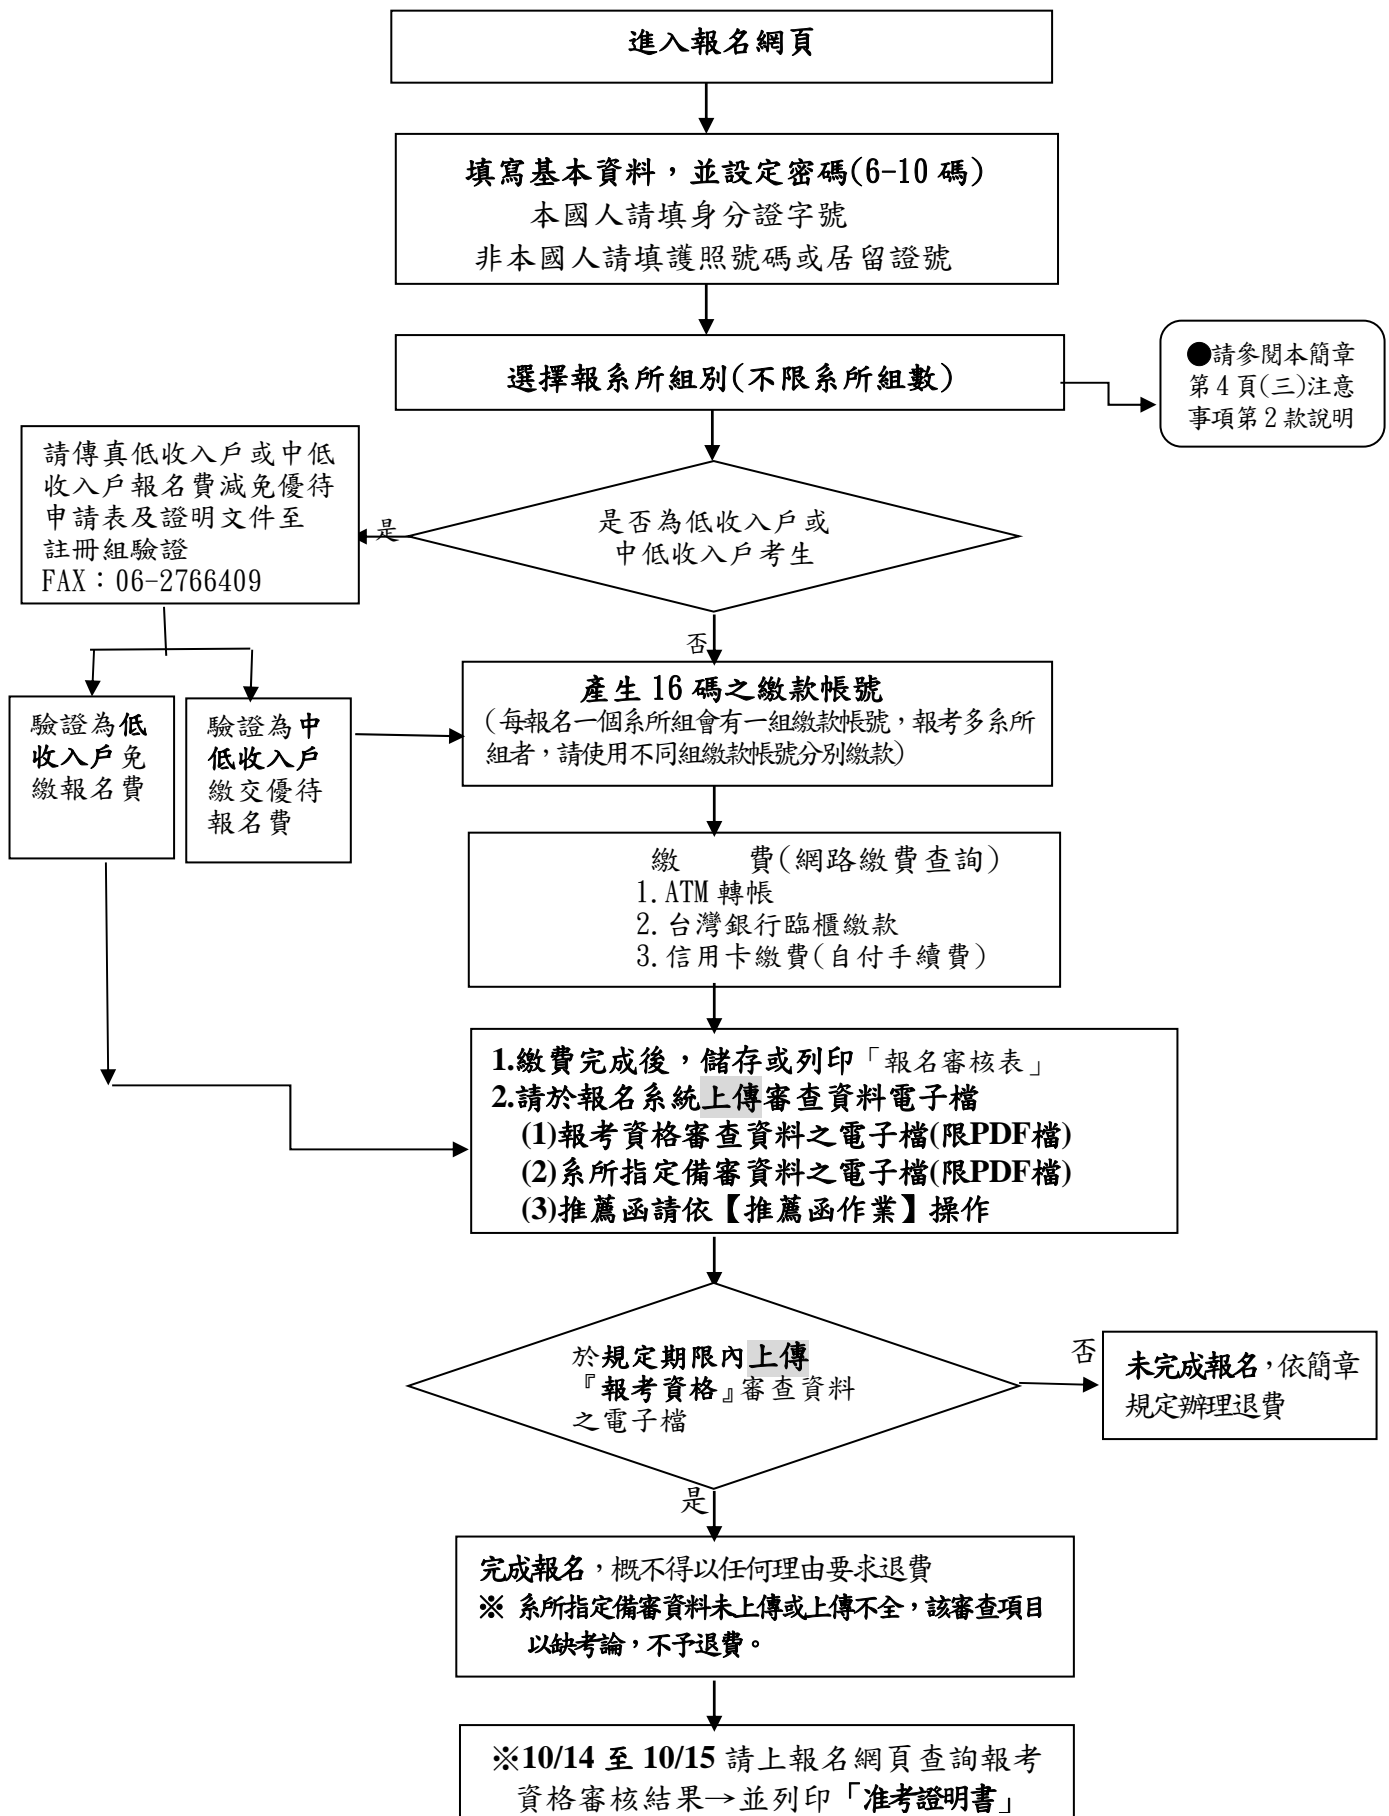 進入報名網頁
填寫基本資料，並設定密碼(6-10 碼)
本國人請填身分證字號
非本國人請填護照號碼或居留證號
選擇報系所組別(不限系所組數)
●請參閱本簡章
第 4 頁(三)注意
事項第 2 款說明
請傳真低收入戶或中低
收入戶報名費減免優待
申請表及證明文件至
註冊組驗證
FAX：06-2766409
是
是否為低收入戶或
中低收入戶考生
否
驗證為低
收入戶免
繳報名費
驗證為中
低收入戶
繳交優待
報名費
產生 16 碼之繳款帳號
(每報名一個系所組會有一組繳款帳號，報考多系所
組者，請使用不同組繳款帳號分別繳款)
繳　　費(網路繳費查詢)
1. ATM 轉帳
2. 台灣銀行臨櫃繳款
3. 信用卡繳費(自付手續費)
1.繳費完成後，儲存或列印「報名審核表」
2.請於報名系統上傳審查資料電子檔
(1)報考資格審查資料之電子檔(限PDF檔)
(2)系所指定備審資料之電子檔(限PDF檔)
(3)推薦函請依【推薦函作業】操作
於規定期限內上傳
『報考資格』審查資料
之電子檔
否
未完成報名，依簡章
規定辦理退費
是
完成報名，概不得以任何理由要求退費
※ 系所指定備審資料未上傳或上傳不全，該審查項目
以缺考論，不予退費。
※10/14 至 10/15 請上報名網頁查詢報考
資格審核結果→並列印「准考證明書」